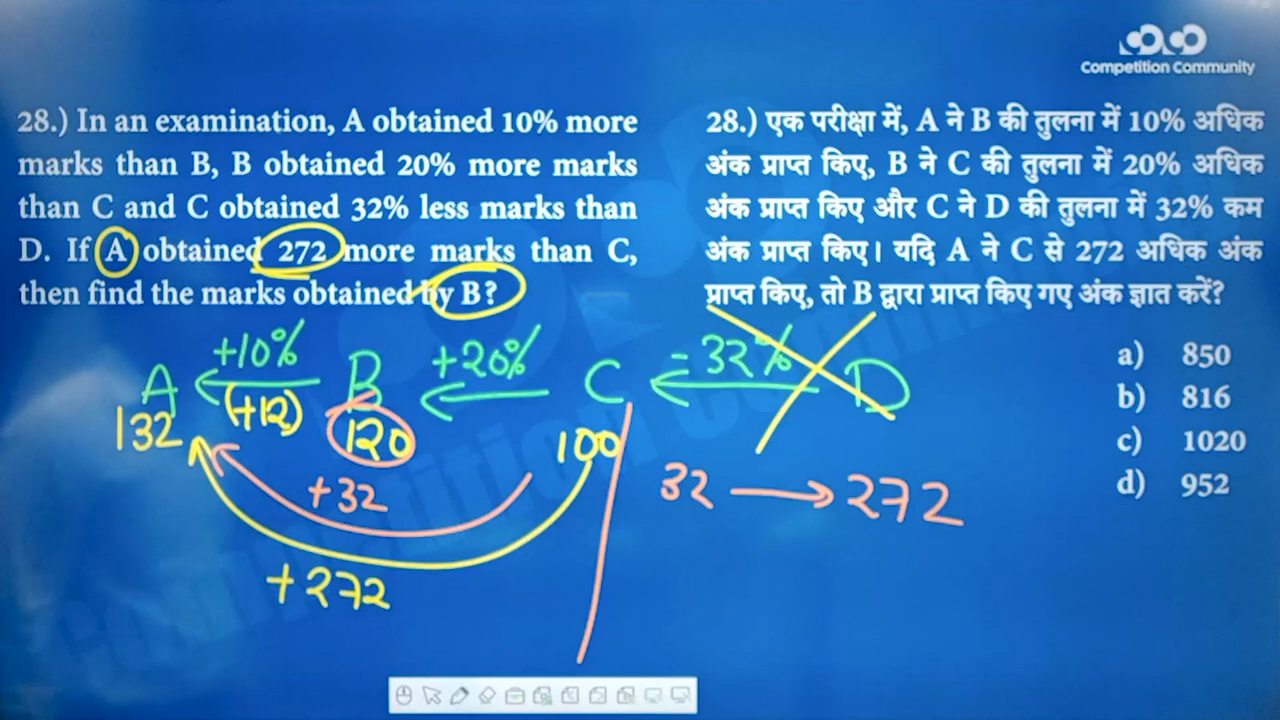 Competition Community
28.) In an examination, A obtained 10% more
marks than B, B obtained 20% more marks
than C and C obtained 32% less marks than
D. If A obtained 272 more marks than C,
then find the marks obtained by B?
28.) एक परीक्षा में, A ने B की तुलना में 10% अधिक
अंक प्राप्त किए, B ने C की तुलना में 20% अधिक
अंक प्राप्त किए और C ने D की तुलना में 32% कम
अंक प्राप्त किए। यदि A ने C से 272 अधिक अंक
प्राप्त किए, तो B द्वारा प्राप्त किए गए अंक ज्ञात करें?
a) 850
b) 816
c) 1020
d) 952
+10% +20% - 32%
A B C D
132 (+12) 120 100
+32
+272
32 → 272